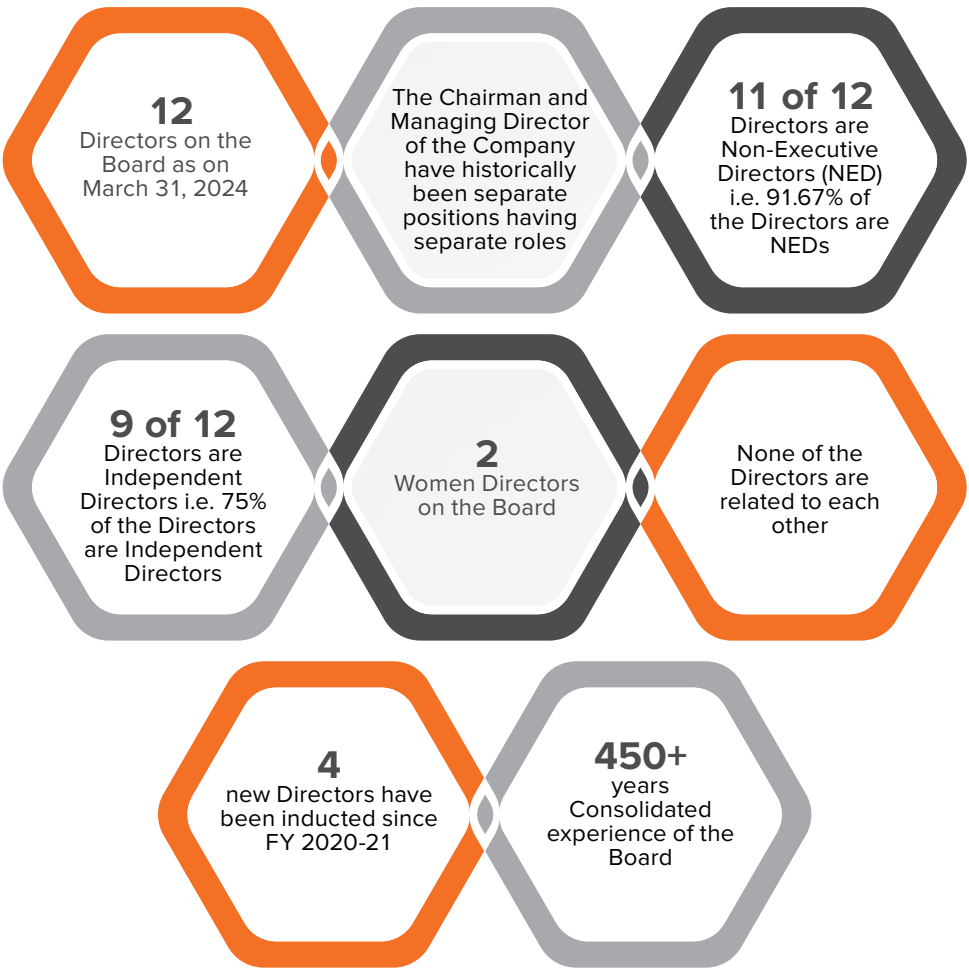 12
Directors on the
Board as on
March 31, 2024
The Chairman and
Managing Director
of the Company
have historically
been separate
positions having
separate roles
11 of 12
Directors are
Non-Executive
Directors (NED)
i.e. 91.67% of
the Directors are
NEDs
9 of 12
Directors are
Independent
Directors i.e. 75%
of the Directors
are Independent
Directors
2
Women Directors
on the Board
None of the
Directors are
related to each
other
4
new Directors have
been inducted since
FY 2020-21
450+
years
Consolidated
experience of the
Board